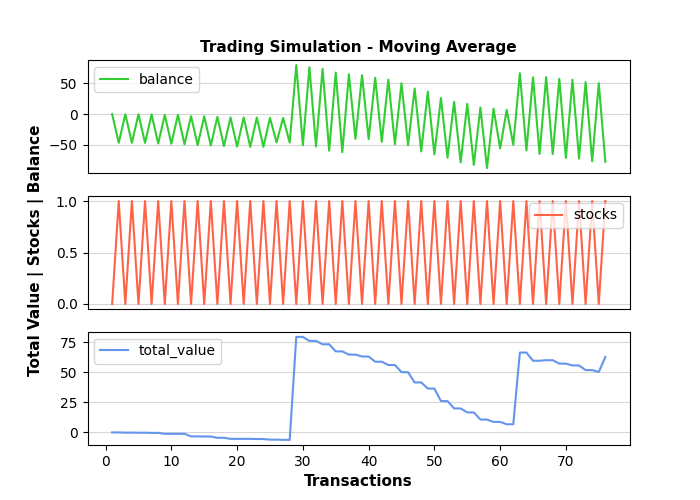 Trading Simulation - Moving Average
balance
50
0
−50
stocks
1.0
0.5
0.0
total_value
75
50
25
0
0 10 20 30 40 50 60 70
Transactions
Total Value | Stocks | Balance